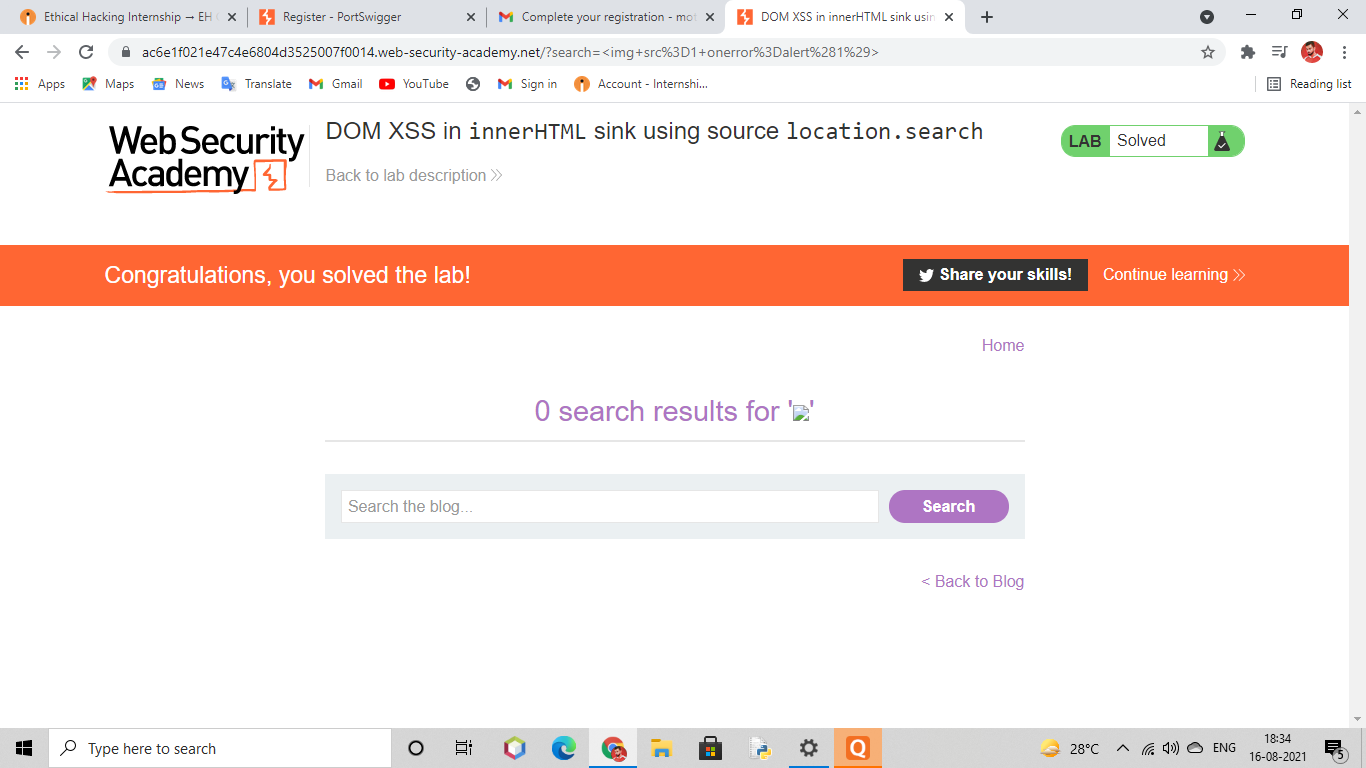 Ethical Hacking Internship → EH C
Register - PortSwigger
Complete your registration - mot
DOM XSS in innerHTML sink usin
ac6e1f021e47c4e6804d3525007f0014.web-security-academy.net/?search=<img+src%3D1+onerror%3Dalert%281%29>
Apps Maps News Translate Gmail YouTube Sign in Account - Internshi... Reading list
Web Security
Academy
DOM XSS in innerHTML sink using source location.search
Back to lab description
LAB Solved
Congratulations, you solved the lab!
Share your skills!
Continue learning
Home
0 search results for ''
Search the blog...
Search
< Back to Blog
Type here to search
28°C
ENG
18:34
16-08-2021
5